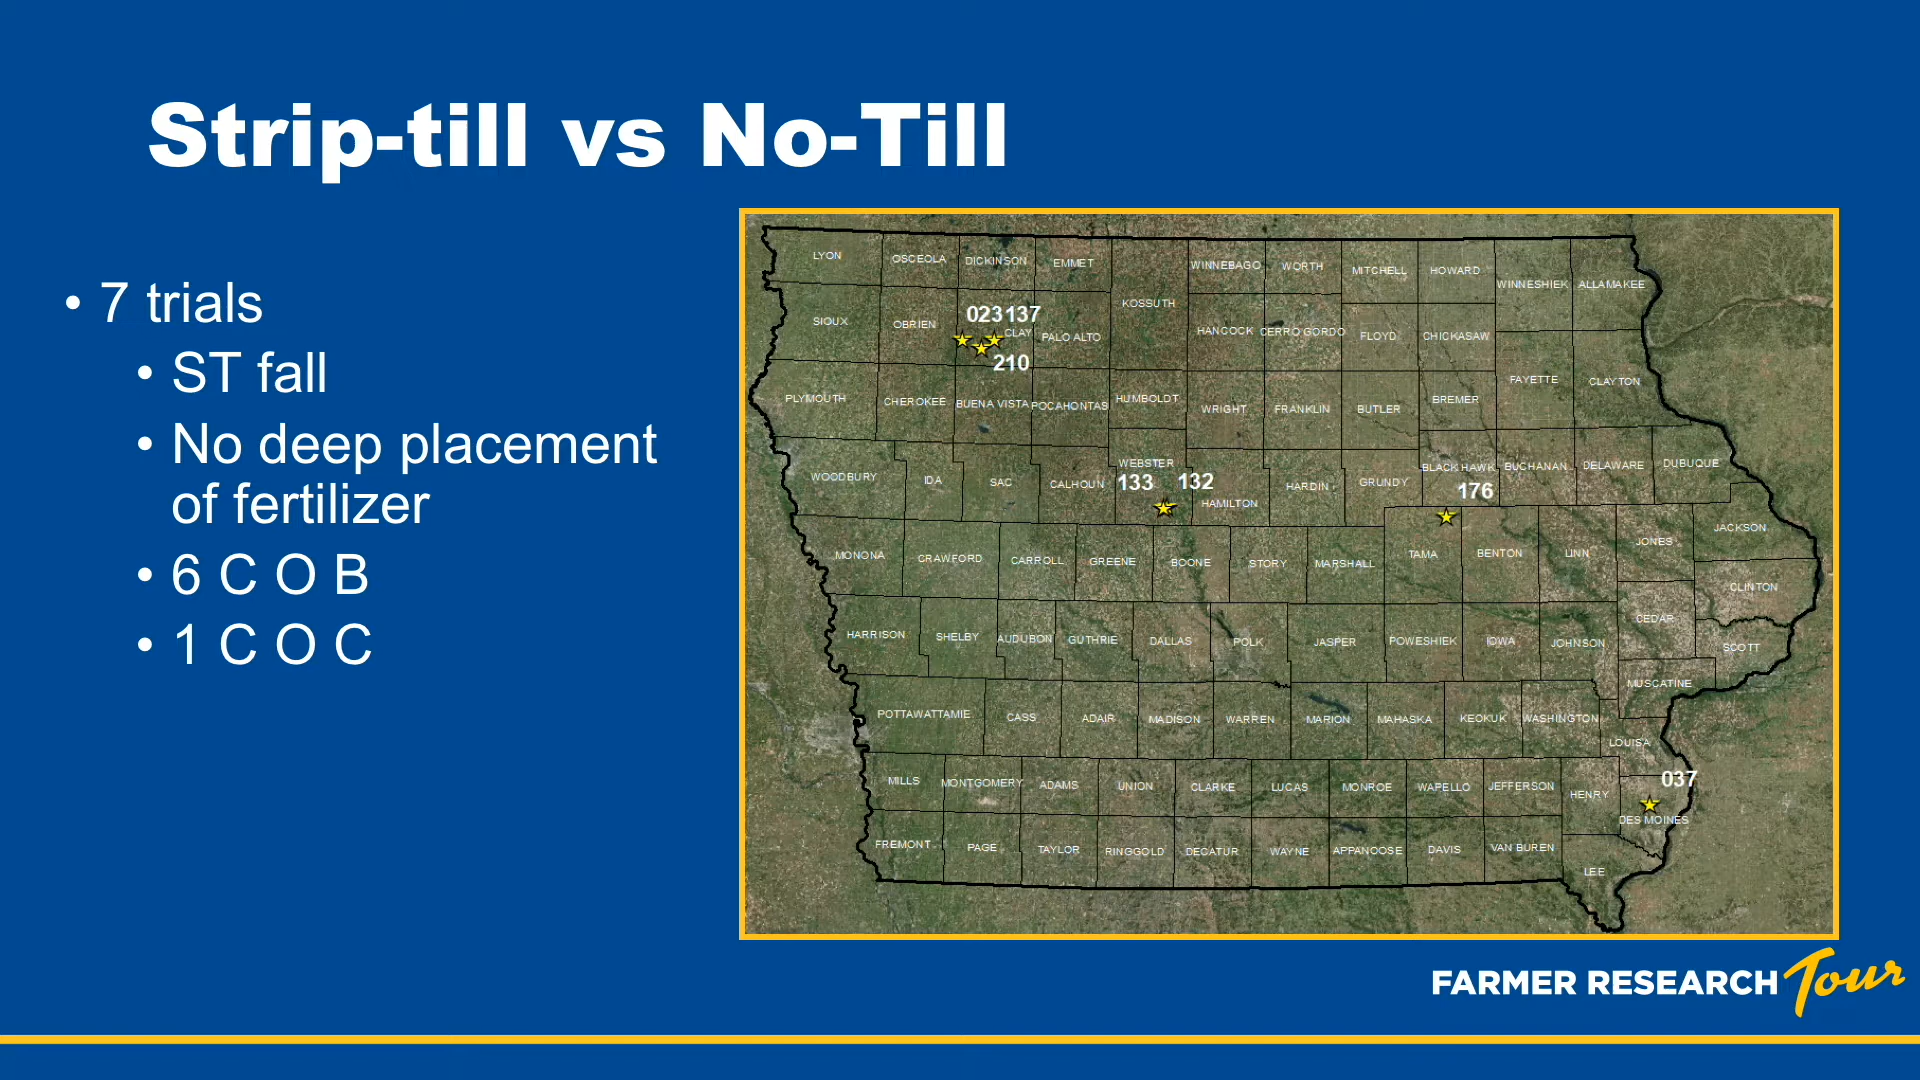 Strip-till vs No-Till
• 7 trials
• ST fall
• No deep placement
of fertilizer
• 6 C O B
• 1 C O C
LYON OSCEOLA DICKINSON EMMET WINNEBAGO WORTH MITCHELL HOWARD WINNESHIEK ALLAMAKEE
KOSSUTH
SIOUX OBRIEN 023 137 CLAY PALO ALTO HANCOCK CERRO GORDO FLOYD CHICKASAW
210
FAYETTE CLAYTON
PLYMOUTH CHEROKEE BUENA VISTA POCAHONTAS HUMBOLDT WRIGHT FRANKLIN BUTLER BREMER
WEBSTER BLACK HAWK BUCHANAN DELAWARE DUBUQUE
WOODBURY IDA SAC CALHOUN 133 132 HAMILTON HARDIN GRUNDY 176
JACKSON
MONONA CRAWFORD CARROLL GREENE BOONE STORY MARSHALL TAMA BENTON LINN JONES
CLINTON
CEDAR
HARRISON SHELBY AUDUBON GUTHRIE DALLAS POLK JASPER POWESHIEK IOWA JOHNSON SCOTT
MUSCATINE
POTTAWATTAMIE CASS ADAIR MADISON WARREN MARION MAHASKA KEOKUK WASHINGTON
LOUISA
MILLS MONTGOMERY ADAMS UNION CLARKE LUCAS MONROE WAPELLO JEFFERSON HENRY 037
DES MOINES
FREMONT PAGE TAYLOR RINGGOLD DECATUR WAYNE APPANOOSE DAVIS VAN BUREN
LEE
FARMER RESEARCH Tour